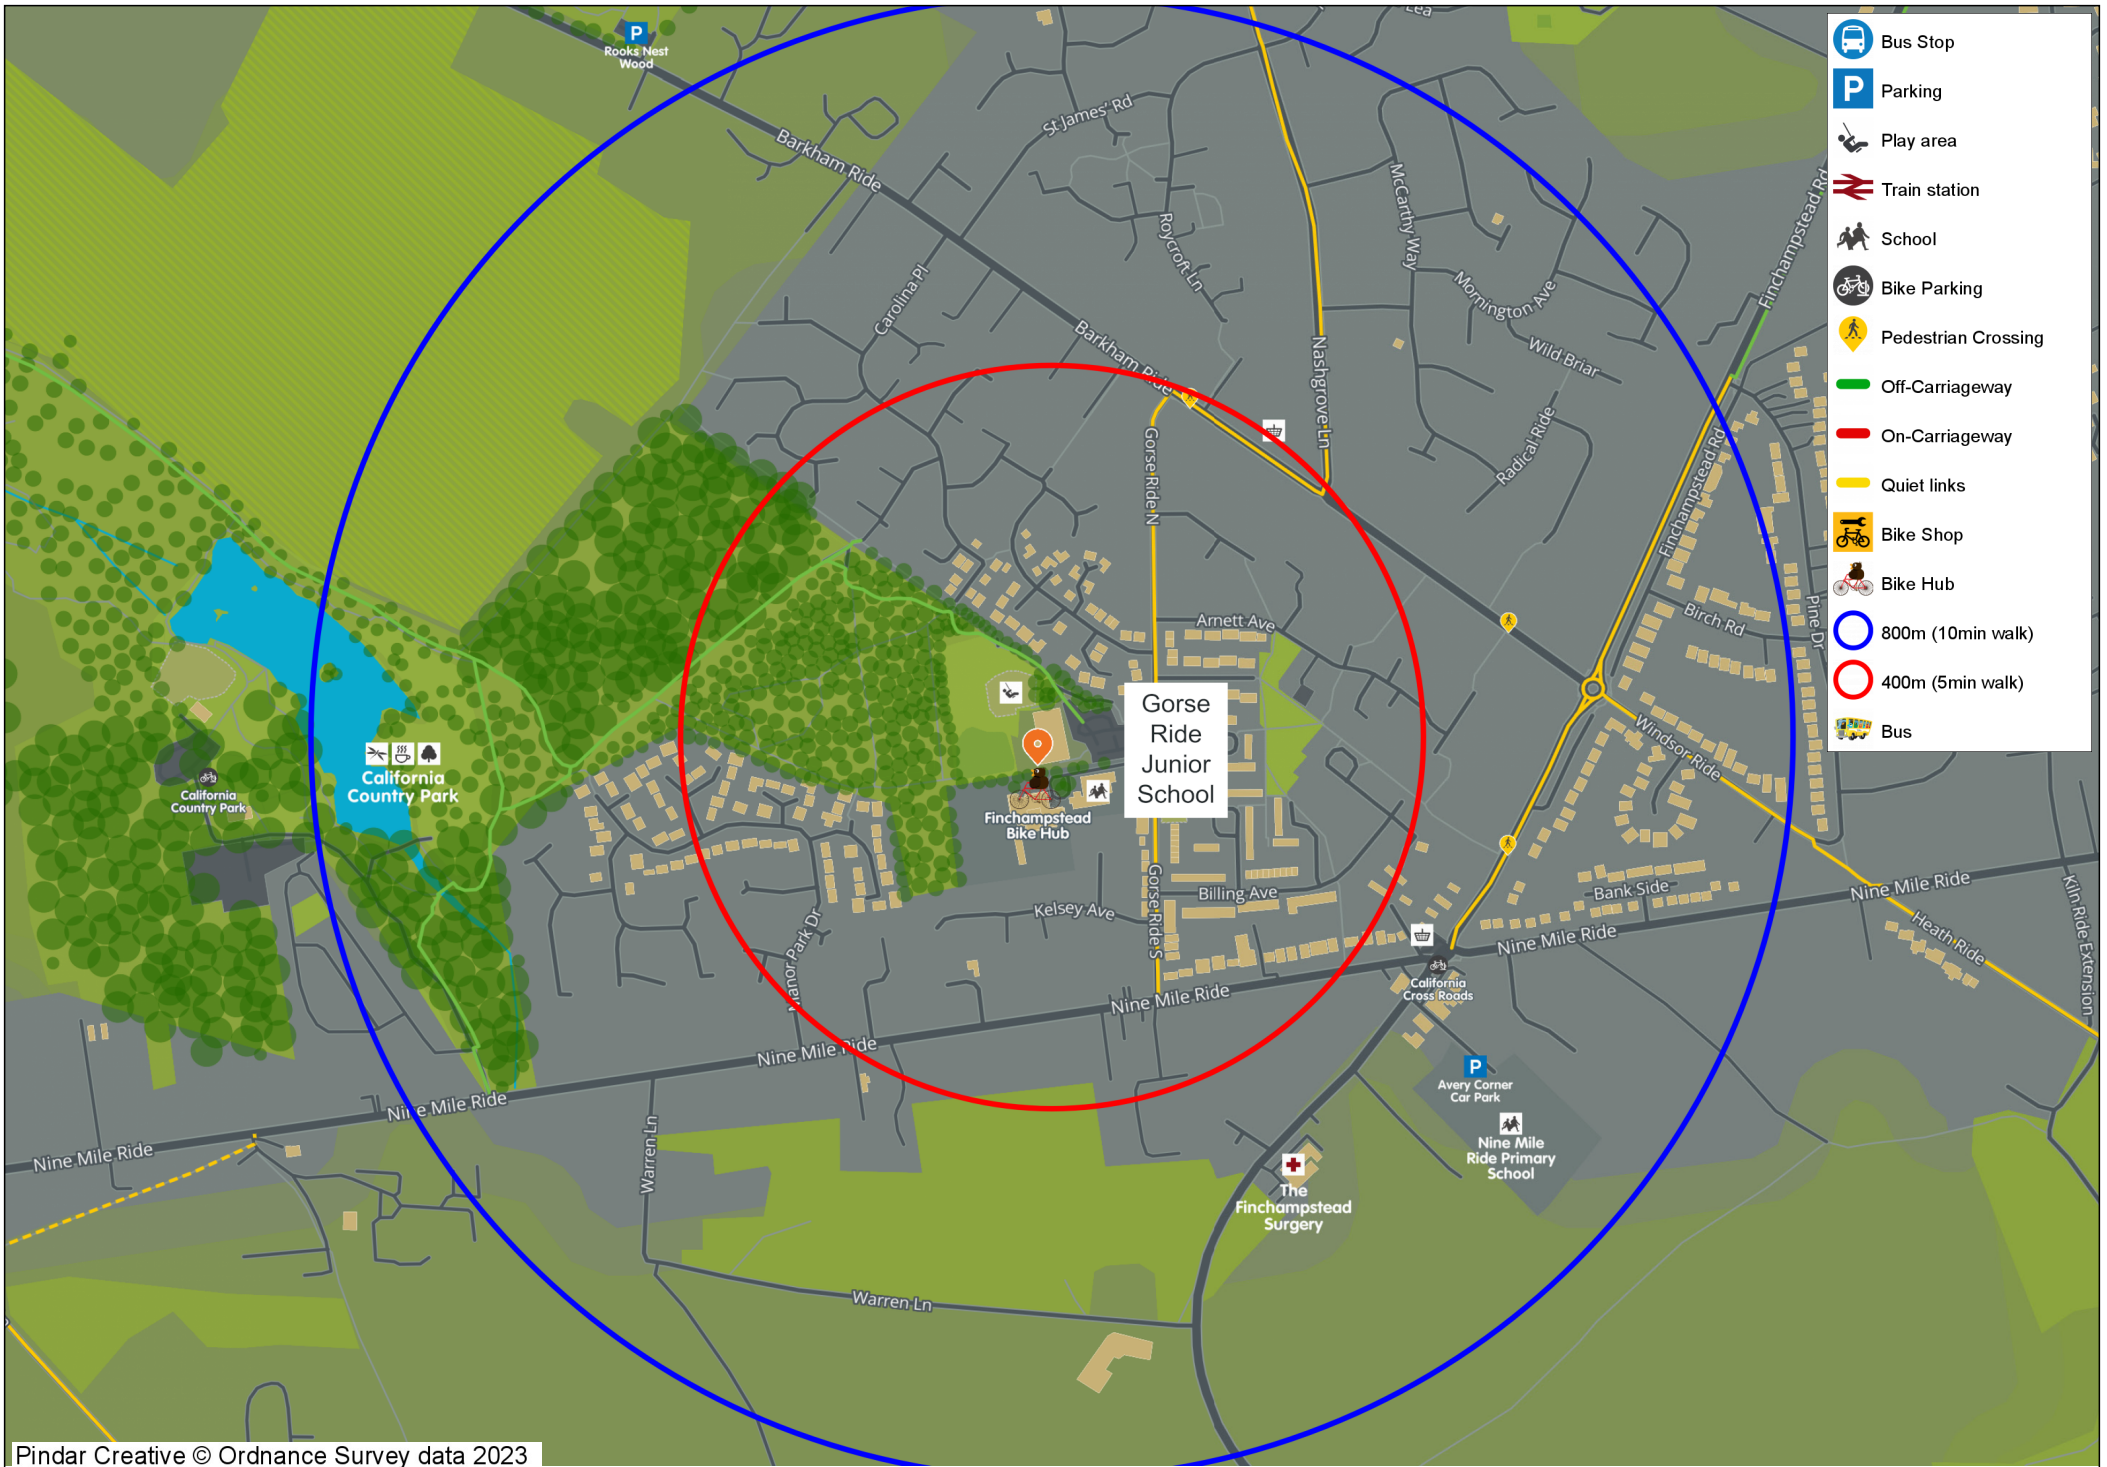 P
Rooks Nest
Wood
Lea
St James' Rd
Barkham Ride
McCarthy Way
Roycroft Ln
Finchampstead Rd
Carolina Pl
Mornington Ave
Barkham Ride
Nashgrove Ln
Wild Briar
Radical Ride
Gorse Ride N
Finchampstead Rd
Arnett Ave
Birch Rd
Pine Dr
Gorse
Ride
Junior
School
Windsor Ride
California
Country Park
California
Country Park
Finchampstead
Bike Hub
Gorse Ride S
Billing Ave
Kelsey Ave
Bank Side
Nine Mile Ride
Kiln Ride Extension
Heath Ride
Manor Park Dr
Nine Mile Ride
California
Cross Roads
Nine Mile Ride
Nine Mile Ride
Nine Mile Ride
Nine Mile Ride
P
Avery Corner
Car Park
Nine Mile
Ride Primary
School
Warren Ln
The
Finchampstead
Surgery
Warren Ln
Bus Stop
P Parking
Play area
Train station
School
Bike Parking
Pedestrian Crossing
Off-Carriageway
On-Carriageway
Quiet links
Bike Shop
Bike Hub
800m (10min walk)
400m (5min walk)
Bus
Pindar Creative © Ordnance Survey data 2023